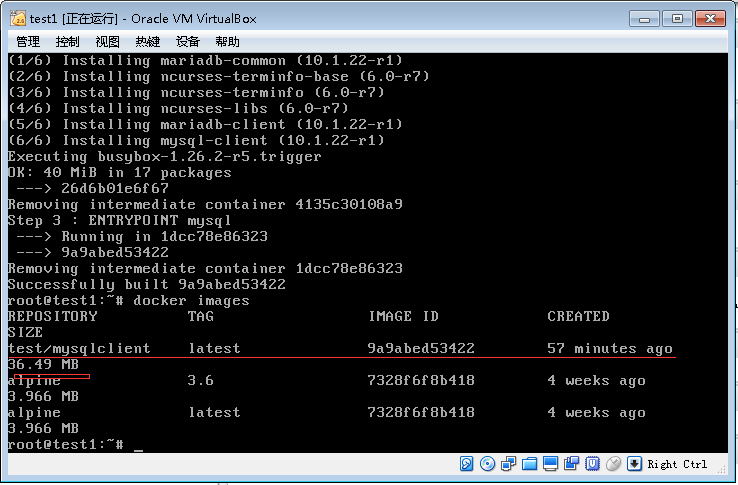 test1 [正在运行] - Oracle VM VirtualBox
管理 控制 视图 热键 设备 帮助
(1/6) Installing mariadb-common (10.1.22-r1)
(2/6) Installing ncurses-terminfo-base (6.0-r7)
(3/6) Installing ncurses-terminfo (6.0-r7)
(4/6) Installing ncurses-libs (6.0-r7)
(5/6) Installing mariadb-client (10.1.22-r1)
(6/6) Installing mysql-client (10.1.22-r1)
Executing busybox-1.26.2-r5.trigger
OK: 40 MiB in 17 packages
 ---> 26d6b01e6f67
Removing intermediate container 4135c30108a9
Step 3 : ENTRYPOINT mysql
 ---> Running in 1dcc78e86323
 ---> 9a9abed53422
Removing intermediate container 1dcc78e86323
Successfully built 9a9abed53422
root@test1:~# docker images
REPOSITORY TAG IMAGE ID CREATED
SIZE
test/mysqlclient latest 9a9abed53422 57 minutes ago
36.49 MB
alpine 3.6 7328f6f8b418 4 weeks ago
3.966 MB
alpine latest 7328f6f8b418 4 weeks ago
3.966 MB
root@test1:~# _
Right Ctrl